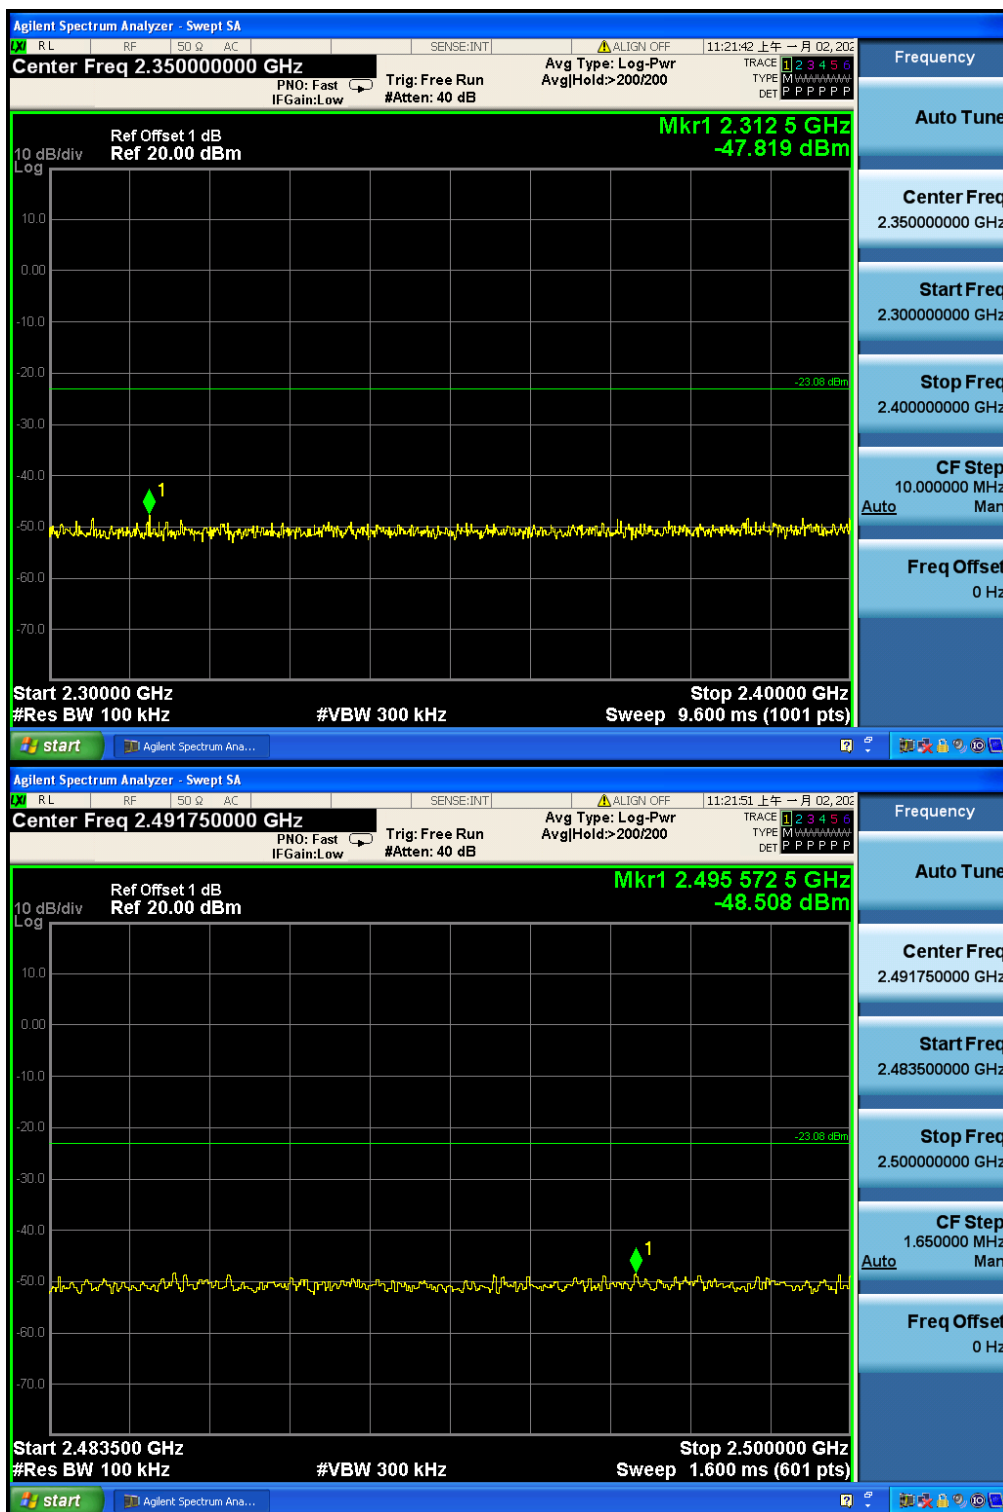 Agilent Spectrum Analyzer - Swept SA
LXI RL RF 50 Ω AC SENSE:INT ALIGN OFF 11:21:42 上午 一月 02, 202
Center Freq 2.350000000 GHz
PNO: Fast
IFGain:Low
Trig: Free Run
#Atten: 40 dB
Avg Type: Log-Pwr
Avg|Hold:>200/200
TRACE 1 2 3 4 5 6
TYPE M WWWWW
DET P P P P P P
Frequency
Auto Tune
Center Freq
2.350000000 GHz
Start Freq
2.300000000 GHz
Stop Freq
2.400000000 GHz
CF Step
10.000000 MHz
Auto Man
Freq Offset
0 Hz
Mkr1 2.312 5 GHz
-47.819 dBm
Ref Offset 1 dB
10 dB/div Ref 20.00 dBm
Log
10.0
0.00
-10.0
-20.0
-23.08 dBm
-30.0
-40.0
1
-50.0
-60.0
-70.0
Start 2.30000 GHz Stop 2.40000 GHz
#Res BW 100 kHz #VBW 300 kHz Sweep 9.600 ms (1001 pts)
start Agilent Spectrum Ana...
Agilent Spectrum Analyzer - Swept SA
LXI RL RF 50 Ω AC SENSE:INT ALIGN OFF 11:21:51 上午 一月 02, 202
Center Freq 2.491750000 GHz
PNO: Fast
IFGain:Low
Trig: Free Run
#Atten: 40 dB
Avg Type: Log-Pwr
Avg|Hold:>200/200
TRACE 1 2 3 4 5 6
TYPE M WWWWW
DET P P P P P P
Frequency
Auto Tune
Center Freq
2.491750000 GHz
Start Freq
2.483500000 GHz
Stop Freq
2.500000000 GHz
CF Step
1.650000 MHz
Auto Man
Freq Offset
0 Hz
Mkr1 2.495 572 5 GHz
-48.508 dBm
Ref Offset 1 dB
10 dB/div Ref 20.00 dBm
Log
10.0
0.00
-10.0
-20.0
-23.08 dBm
-30.0
-40.0
1
-50.0
-60.0
-70.0
Start 2.483500 GHz Stop 2.500000 GHz
#Res BW 100 kHz #VBW 300 kHz Sweep 1.600 ms (601 pts)
start Agilent Spectrum Ana...